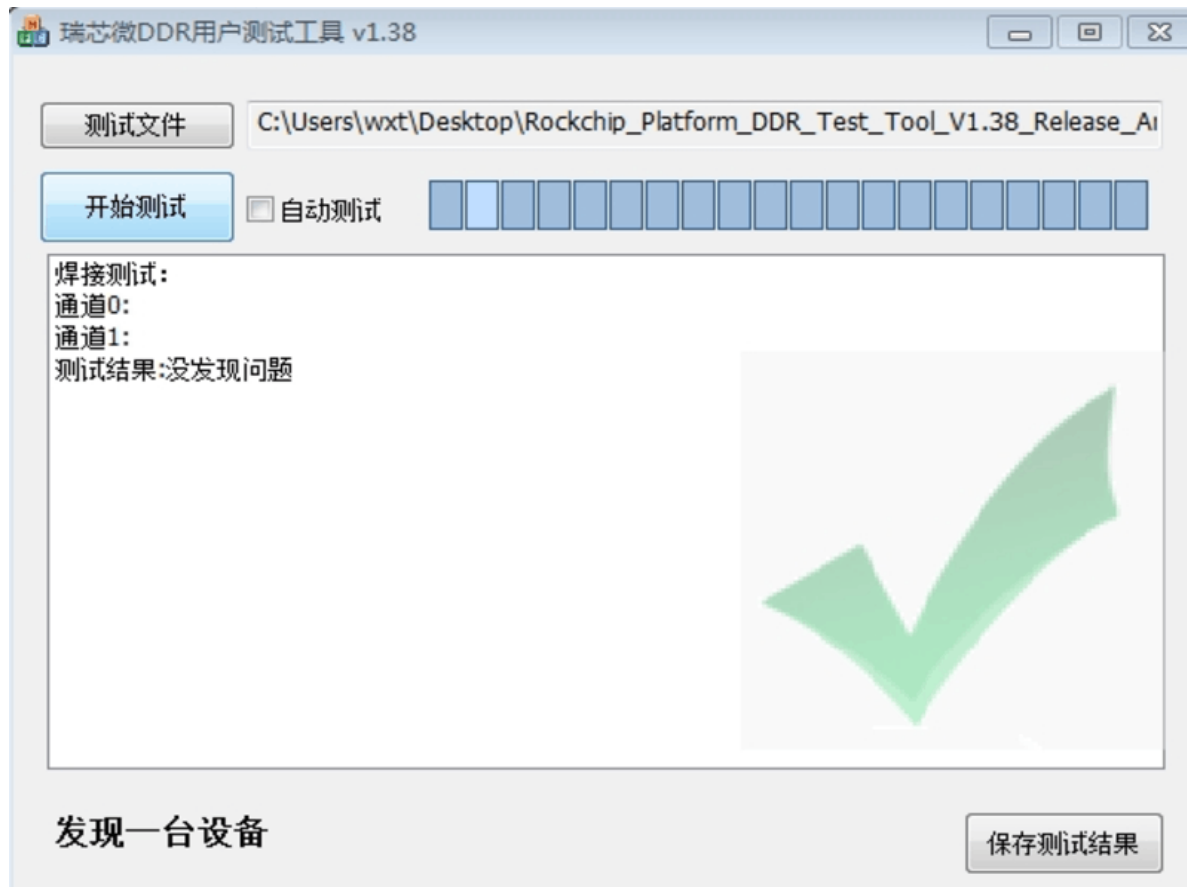 瑞芯微DDR用户测试工具 v1.38
测试文件
C:\Users\wxt\Desktop\Rockchip_Platform_DDR_Test_Tool_V1.38_Release_A
开始测试
自动测试
焊接测试：
通道0:
通道1:
测试结果:没发现问题
发现一台设备
保存测试结果